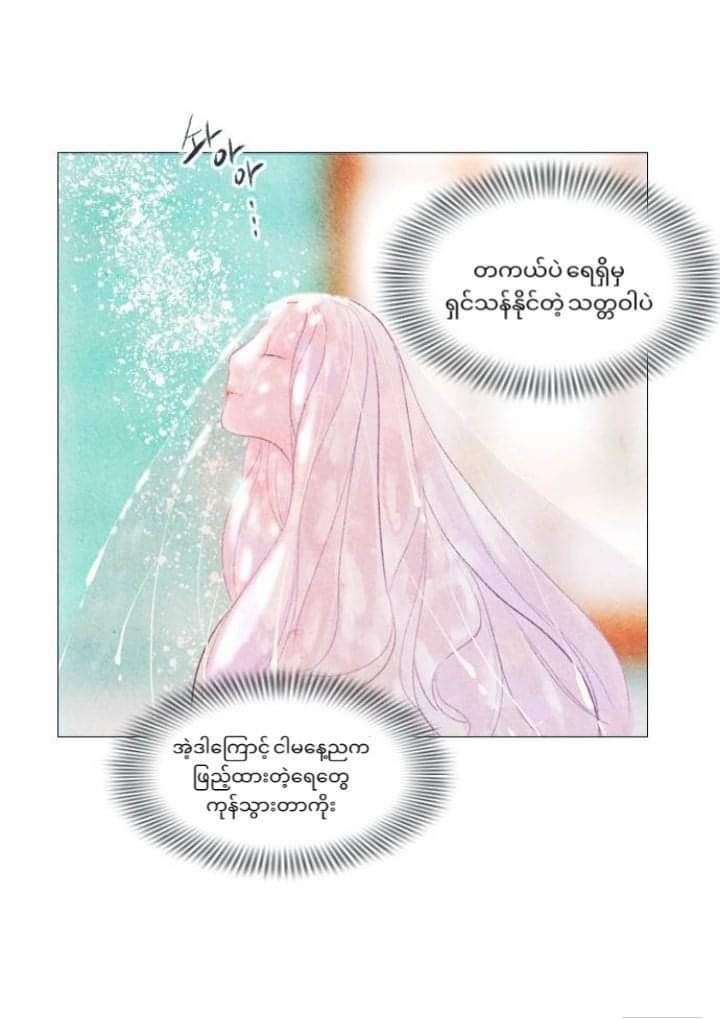 쏴아아...
တကယ်ပဲ ရေရှိမှ
ရှင်သန်နိုင်တဲ့ သတ္တဝါပဲ
အဲ့ဒါကြောင့် ငါမနေ့ညက
ဖြည့်ထားတဲ့ရေတွေ
ကုန်သွားတာကိုး